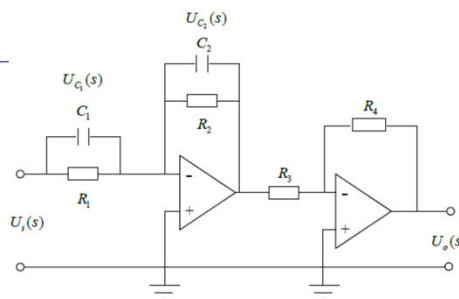 U_{C_2}(s)
C_2
U_{C_1}(s)
C_1
R_2
R_4
R_1
R_3
-
+
-
+
U_i(s)
U_o(s